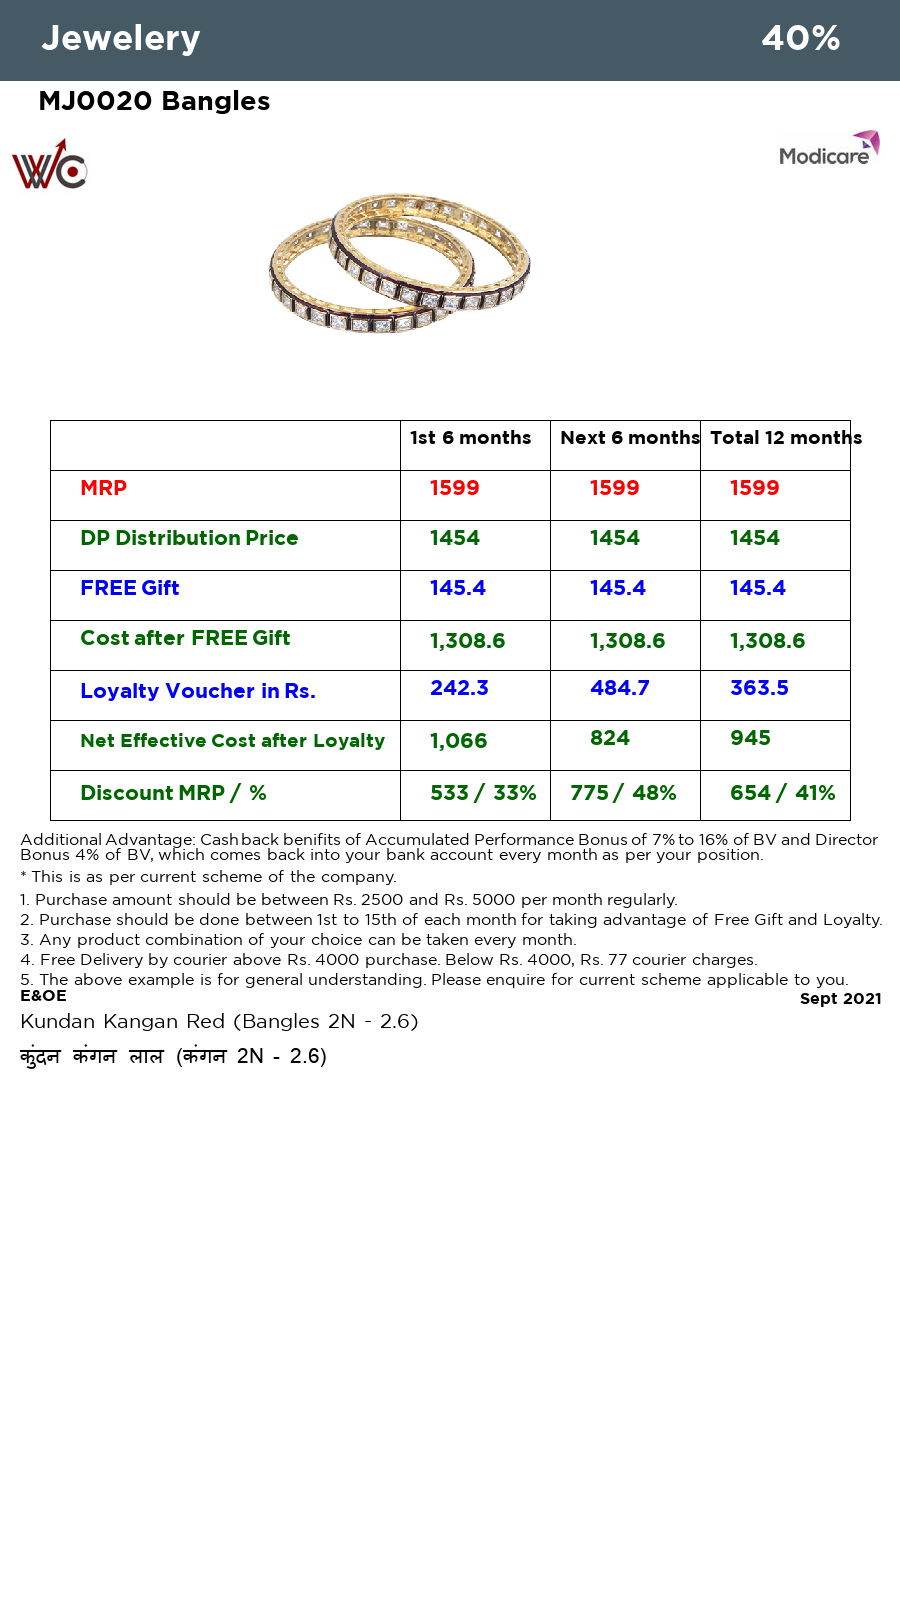 Jewelery 40%
MJ0020 Bangles
WC
Modicare
1st 6 months Next 6 months Total 12 months
MRP 1599 1599 1599
DP Distribution Price 1454 1454 1454
FREE Gift 145.4 145.4 145.4
Cost after FREE Gift 1,308.6 1,308.6 1,308.6
Loyalty Voucher in Rs. 242.3 484.7 363.5
Net Effective Cost after Loyalty 1,066 824 945
Discount MRP / % 533 / 33% 775 / 48% 654 / 41%
Additional Advantage: Cashback benifits of Accumulated Performance Bonus of 7% to 16% of BV and Director
Bonus 4% of BV, which comes back into your bank account every month as per your position.
* This is as per current scheme of the company.
1. Purchase amount should be between Rs. 2500 and Rs. 5000 per month regularly.
2. Purchase should be done between 1st to 15th of each month for taking advantage of Free Gift and Loyalty.
3. Any product combination of your choice can be taken every month.
4. Free Delivery by courier above Rs. 4000 purchase. Below Rs. 4000, Rs. 77 courier charges.
5. The above example is for general understanding. Please enquire for current scheme applicable to you.
E&OE Sept 2021
Kundan Kangan Red (Bangles 2N - 2.6)
कुंदन कंगन लाल (कंगन 2N - 2.6)